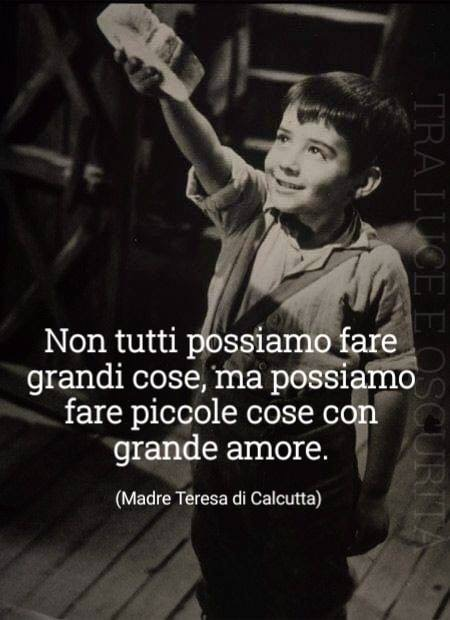 Non tutti possiamo fare
grandi cose, ma possiamo
fare piccole cose con
grande amore.
(Madre Teresa di Calcutta)
TRA LUCE E OSCURITÀ